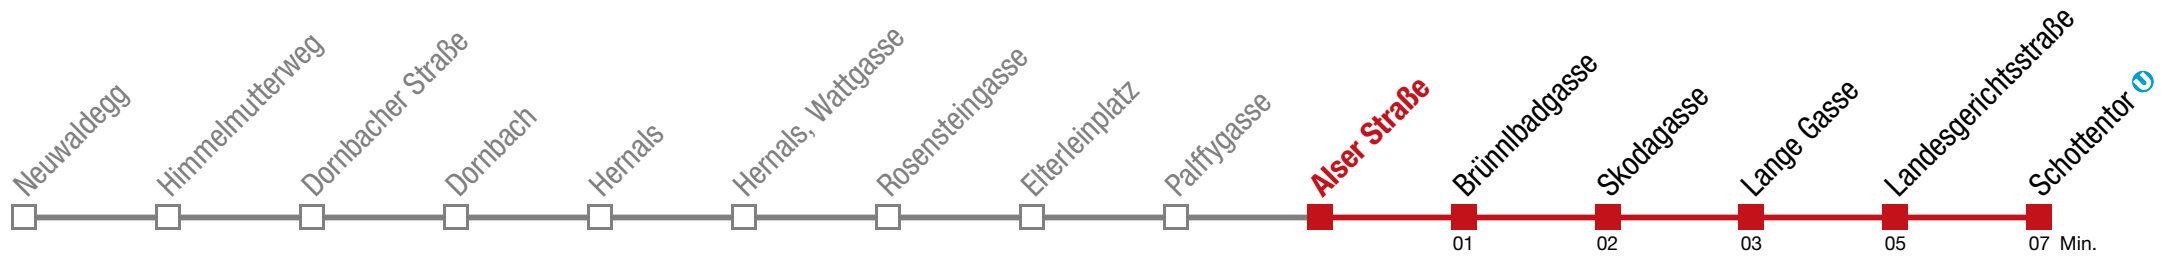 Neuwaldegg
Himmelmutterweg
Dornbacher Straße
Dornbach
Hernals
Hernals, Wattgasse
Rosensteingasse
Elterleinplatz
Palffygasse
Alser Straße
Brünnlbadgasse
Skodagasse
Lange Gasse
Landesgerichtsstraße
Schottentor U
01 02 03 05 07 Min.